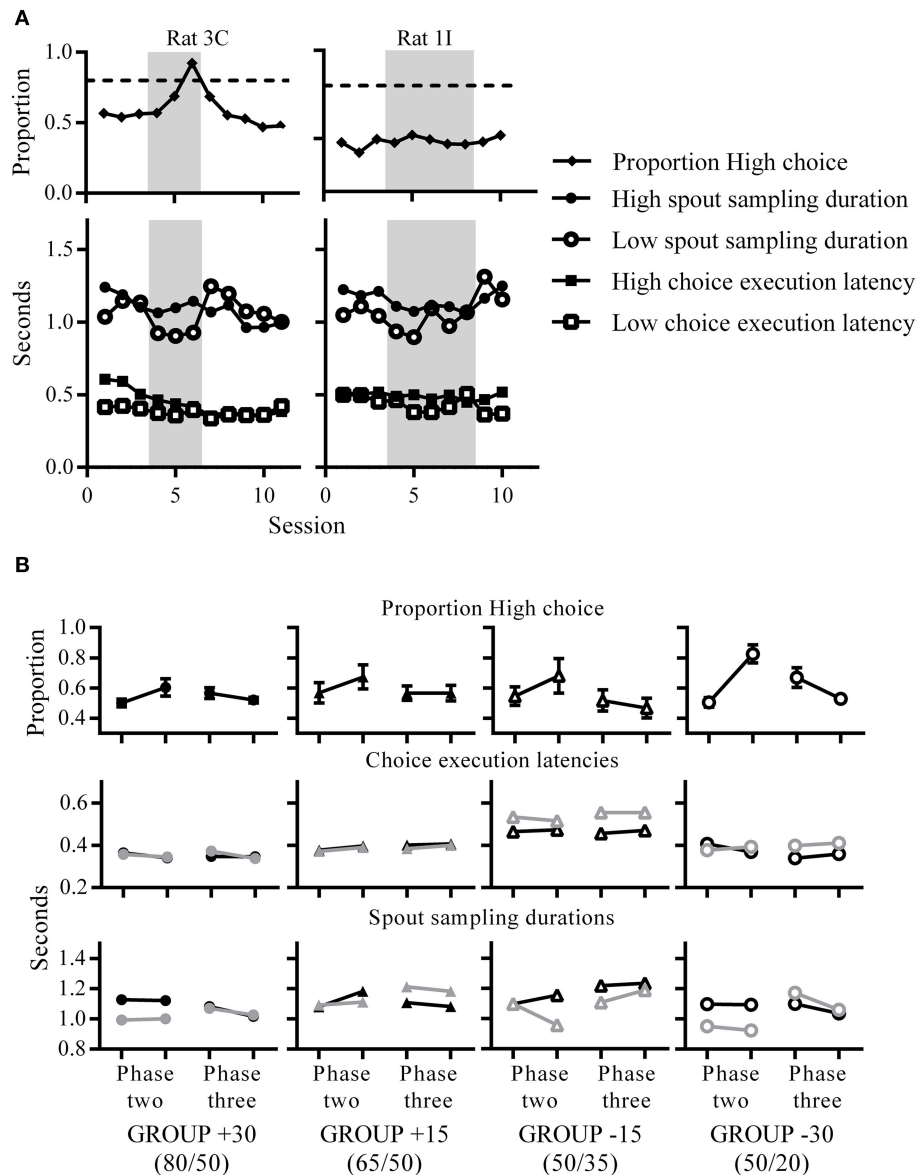 A
Rat 3C
Rat 1I
1.0
0.5
0.0
Proportion
Proportion High choice
High spout sampling duration
Low spout sampling duration
High choice execution latency
Low choice execution latency
1.5
1.0
0.5
0.0
Seconds
0 5 10
0 5 10
Session
B
Proportion High choice
1.0
0.8
0.6
0.4
Proportion
Choice execution latencies
0.6
0.4
0.2
Seconds
Spout sampling durations
1.4
1.2
1.0
0.8
Phase two Phase three Phase two Phase three Phase two Phase three Phase two Phase three
GROUP +30 GROUP +15 GROUP -15 GROUP -30
(80/50) (65/50) (50/35) (50/20)